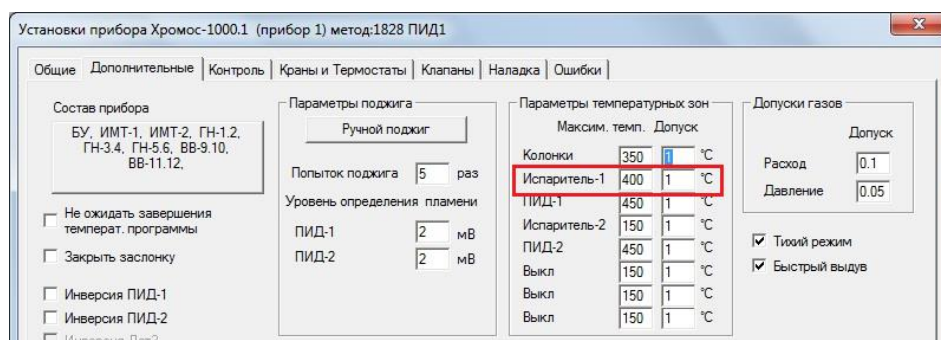 Установки прибора Хромос-1000.1 (прибор 1) метод:1828 ПИД1
Общие Дополнительные Контроль Краны и Термостаты Клапаны Наладка Ошибки
Состав прибора
БУ, ИМТ-1, ИМТ-2, ГН-1.2,
ГН-3.4, ГН-5.6, ВВ-9.10,
ВВ-11.12,
Не ожидать завершения
температ. программы
Закрыть заслонку
Инверсия ПИД-1
Инверсия ПИД-2
Параметры поджига
Ручной поджиг
Попыток поджига 5 раз
Уровень определения пламени
ПИД-1 2 мВ
ПИД-2 2 мВ
Параметры температурных зон
Максим. темп. Допуск
Колонки 350 1 °C
Испаритель-1 400 1 °C
ПИД-1 450 1 °C
Испаритель-2 150 1 °C
ПИД-2 450 1 °C
Выкл 150 1 °C
Выкл 150 1 °C
Выкл 150 1 °C
Допуски газов
Допуск
Расход 0.1
Давление 0.05
Тихий режим
Быстрый выдув